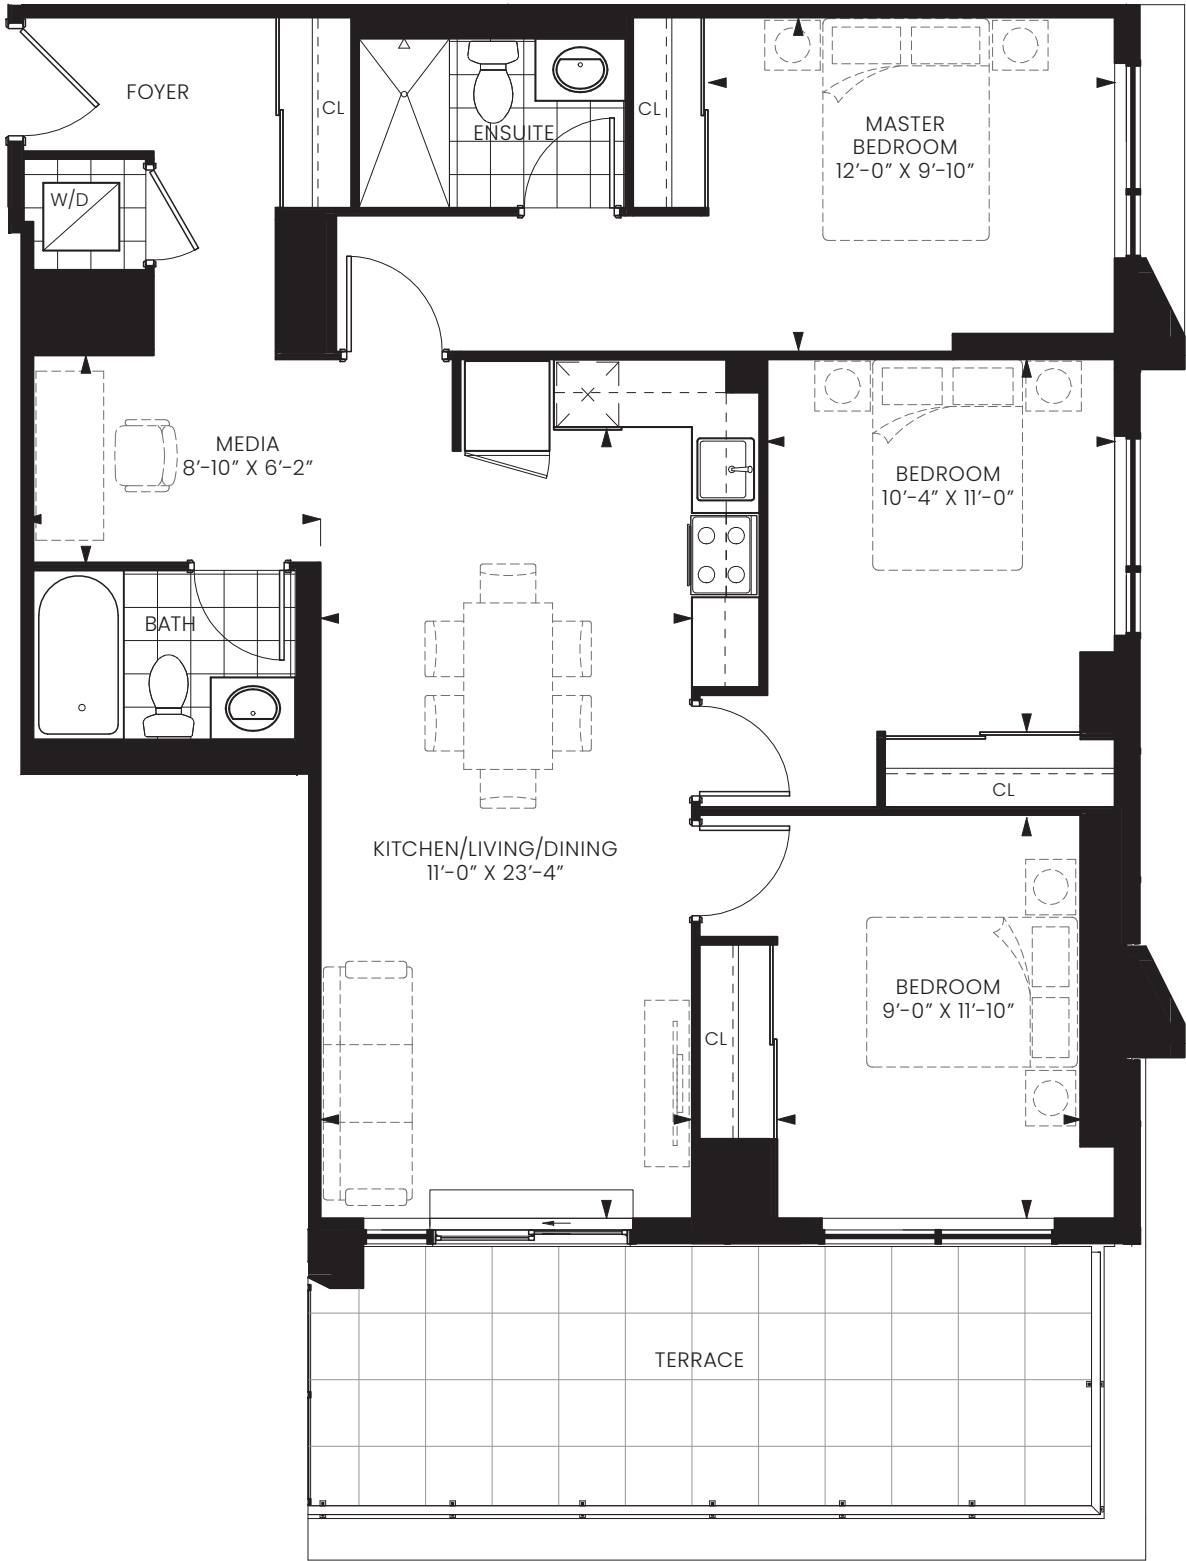 FOYER
CL
ENSUITE
CL
MASTER
BEDROOM
12’-0” X 9’-10”
W/D
MEDIA
8’-10” X 6’-2”
BEDROOM
10’-4” X 11’-0”
BATH
CL
KITCHEN/LIVING/DINING
11’-0” X 23’-4”
BEDROOM
9’-0” X 11’-10”
CL
TERRACE